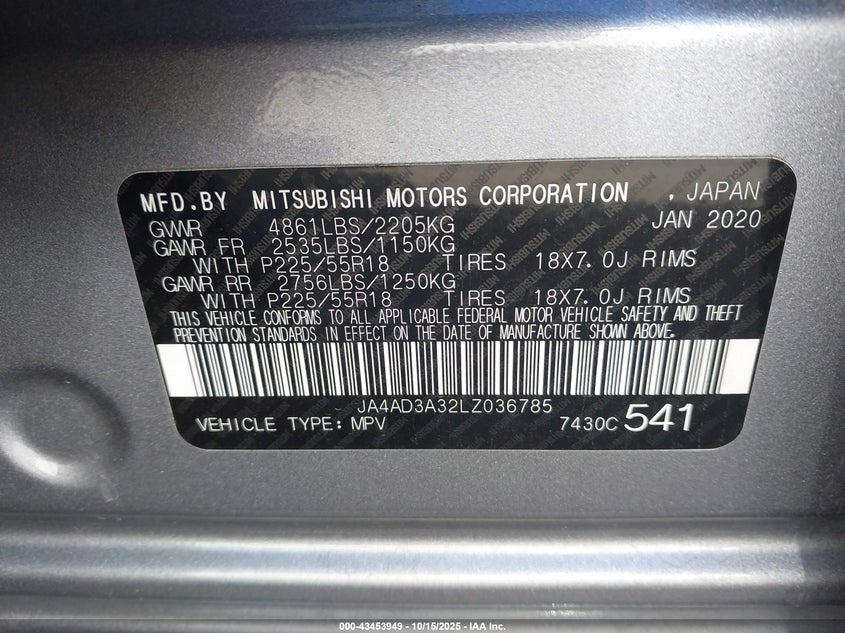 MFD.BY MITSUBISHI MOTORS CORPORATION , JAPAN
GVWR 4861LBS/2205KG JAN 2020
GAWR FR 2535LBS/1150KG
WITH P225/55R18 TIRES 18X7.0J RIMS
GAWR RR 2756LBS/1250KG
WITH P225/55R18 TIRES 18X7.0J RIMS
THIS VEHICLE CONFORMS TO ALL APPLICABLE FEDERAL MOTOR VEHICLE SAFETY AND THEFT
PREVENTION STANDARDS IN EFFECT ON THE DATE OF MANUFACTURE SHOWN ABOVE.
JA4AD3A32LZ036785
VEHICLE TYPE: MPV 7430C 541
000-43453949 - 10/15/2025 - IAA Inc.